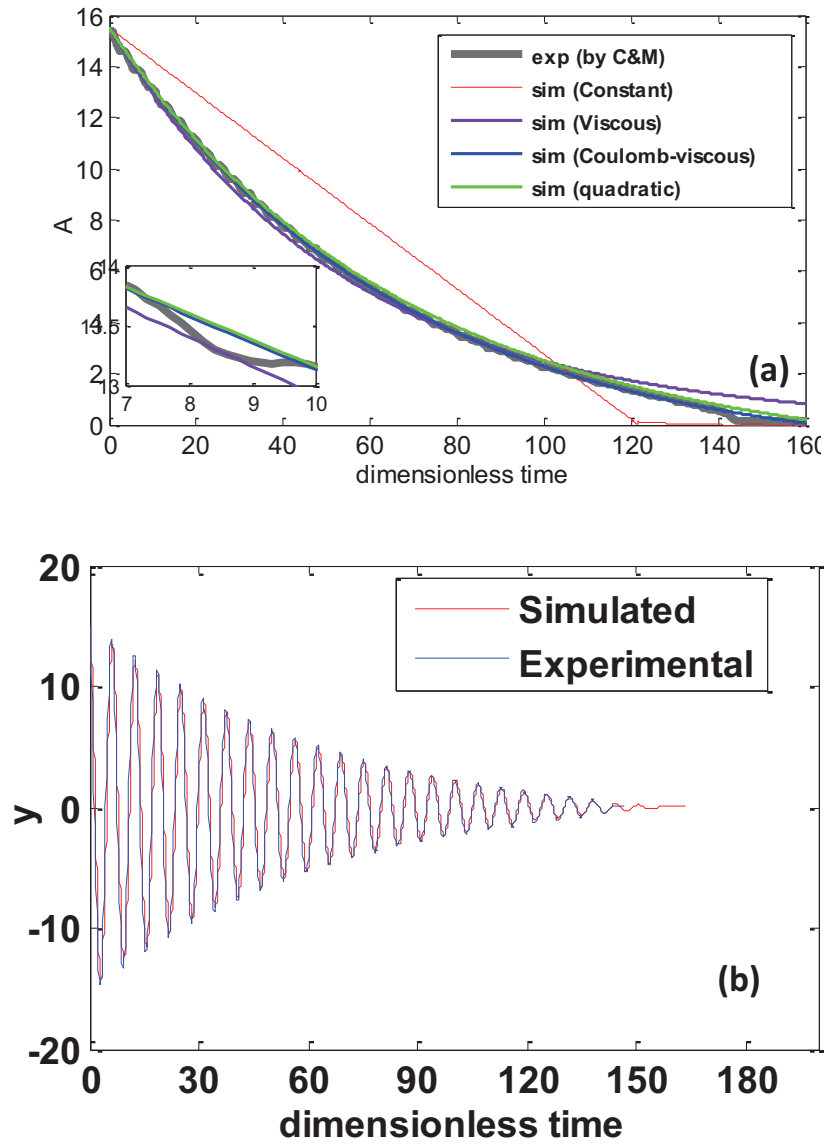 16
14
12
10
8
6
4
2
0
A
exp (by C&M)
sim (Constant)
sim (Viscous)
sim (Coulomb-viscous)
sim (quadratic)
14
13
7 8 9 10
(a)
0 20 40 60 80 100 120 140 160
dimensionless time
20
10
0
-10
-20
y
Simulated
Experimental
(b)
0 30 60 90 120 150 180
dimensionless time